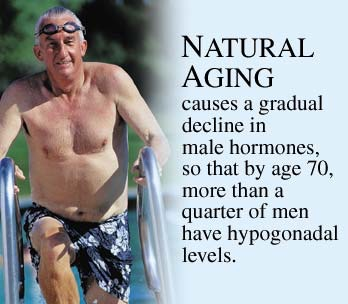 NATURAL
AGING
causes a gradual
decline in
male hormones,
so that by age 70,
more than a
quarter of men
have hypogonadal
levels.